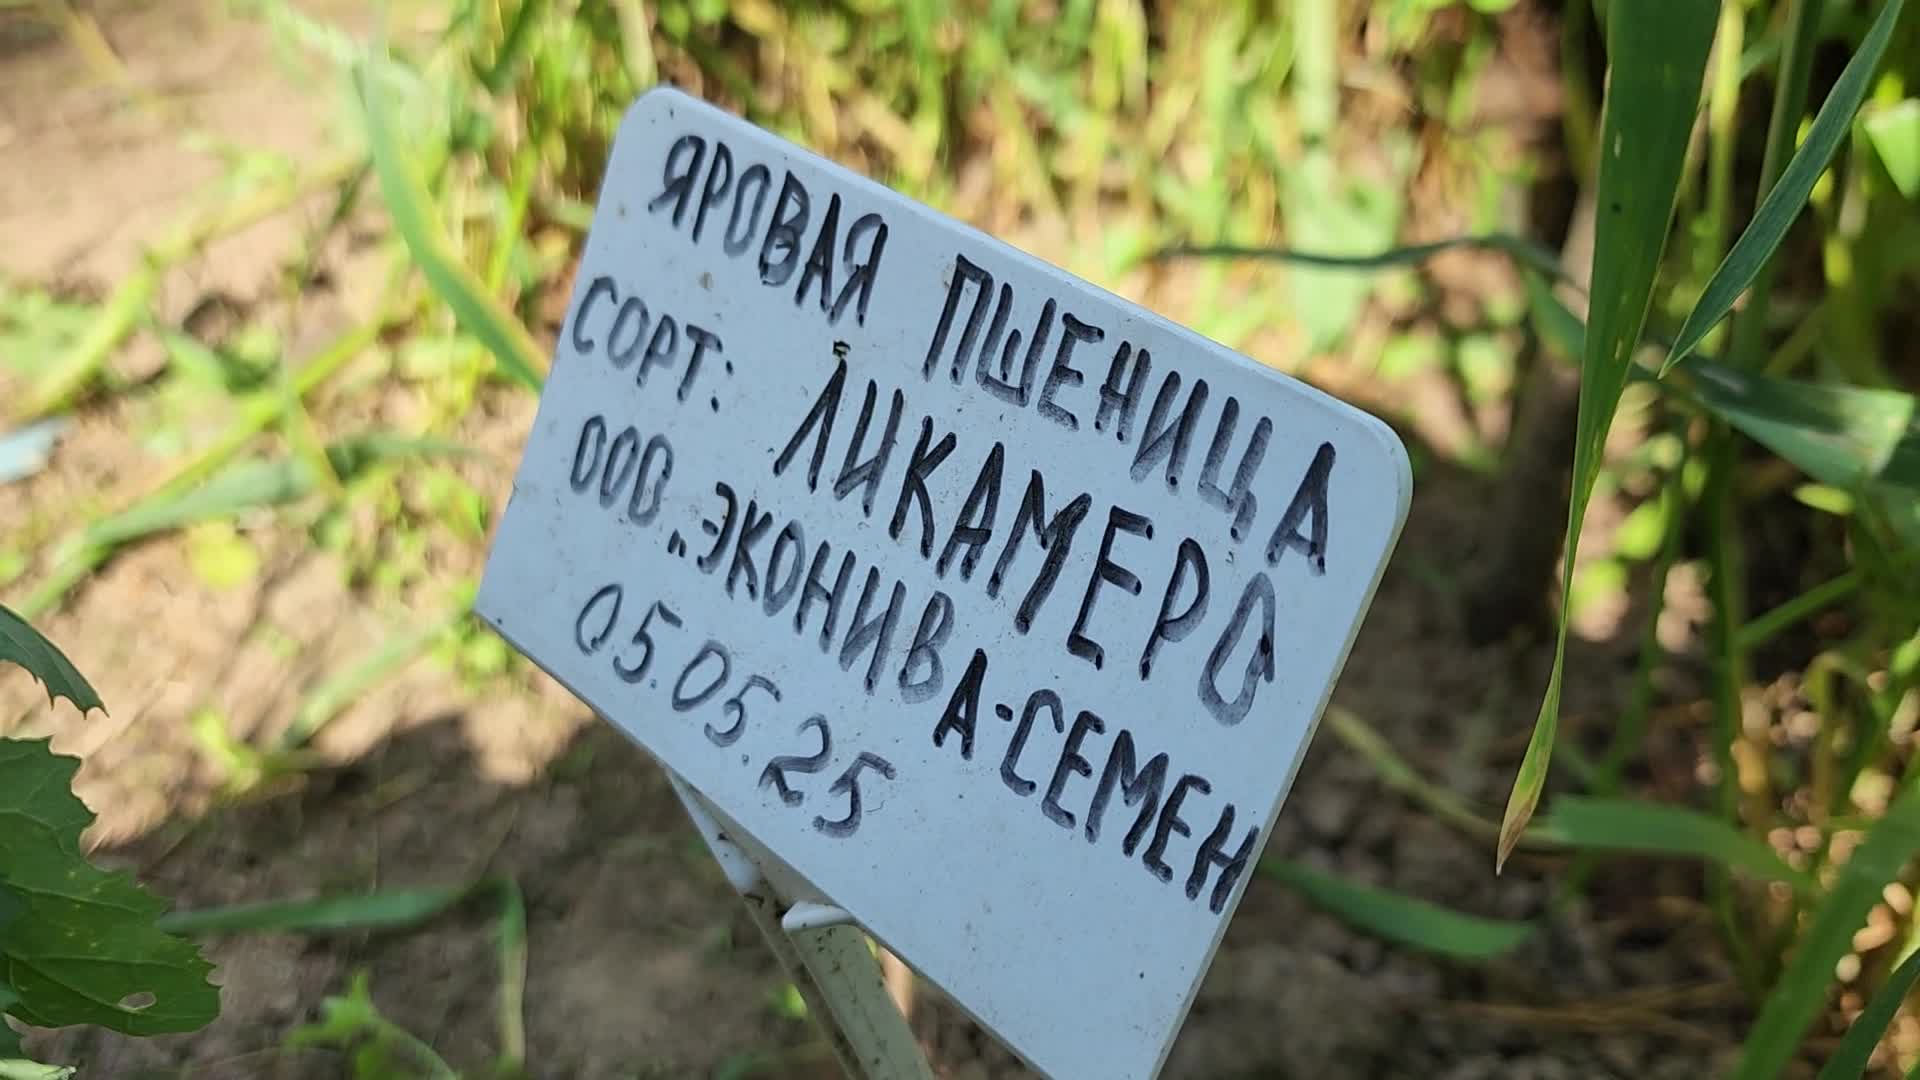 ЯРОВАЯ ПШЕНИЦА
СОРТ: ЛИКАМЕРО
ООО „ЭКОНИВА-СЕМЕН
05.05.25